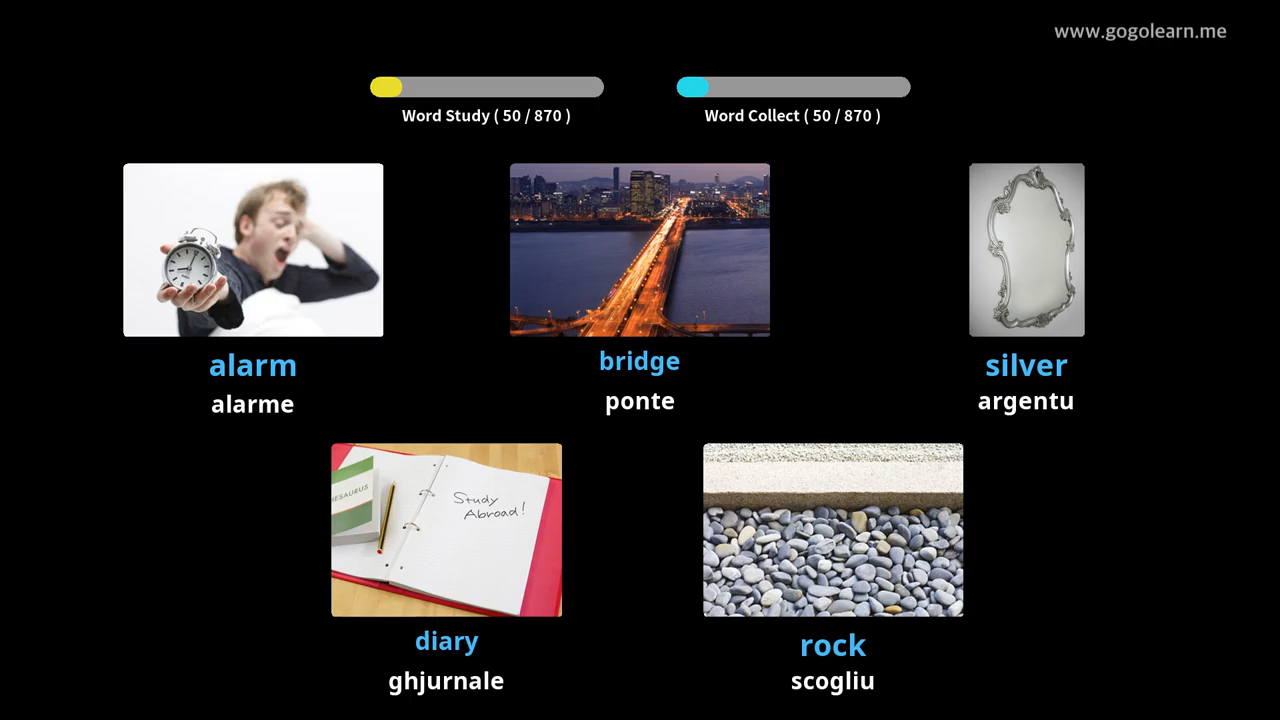 www.gogolearn.me
Word Study ( 50 / 870 )
Word Collect ( 50 / 870 )
alarm
alarme
bridge
ponte
silver
argentu
HESAURUS
Study
Abroad!
diary
ghjurnale
rock
scogliu